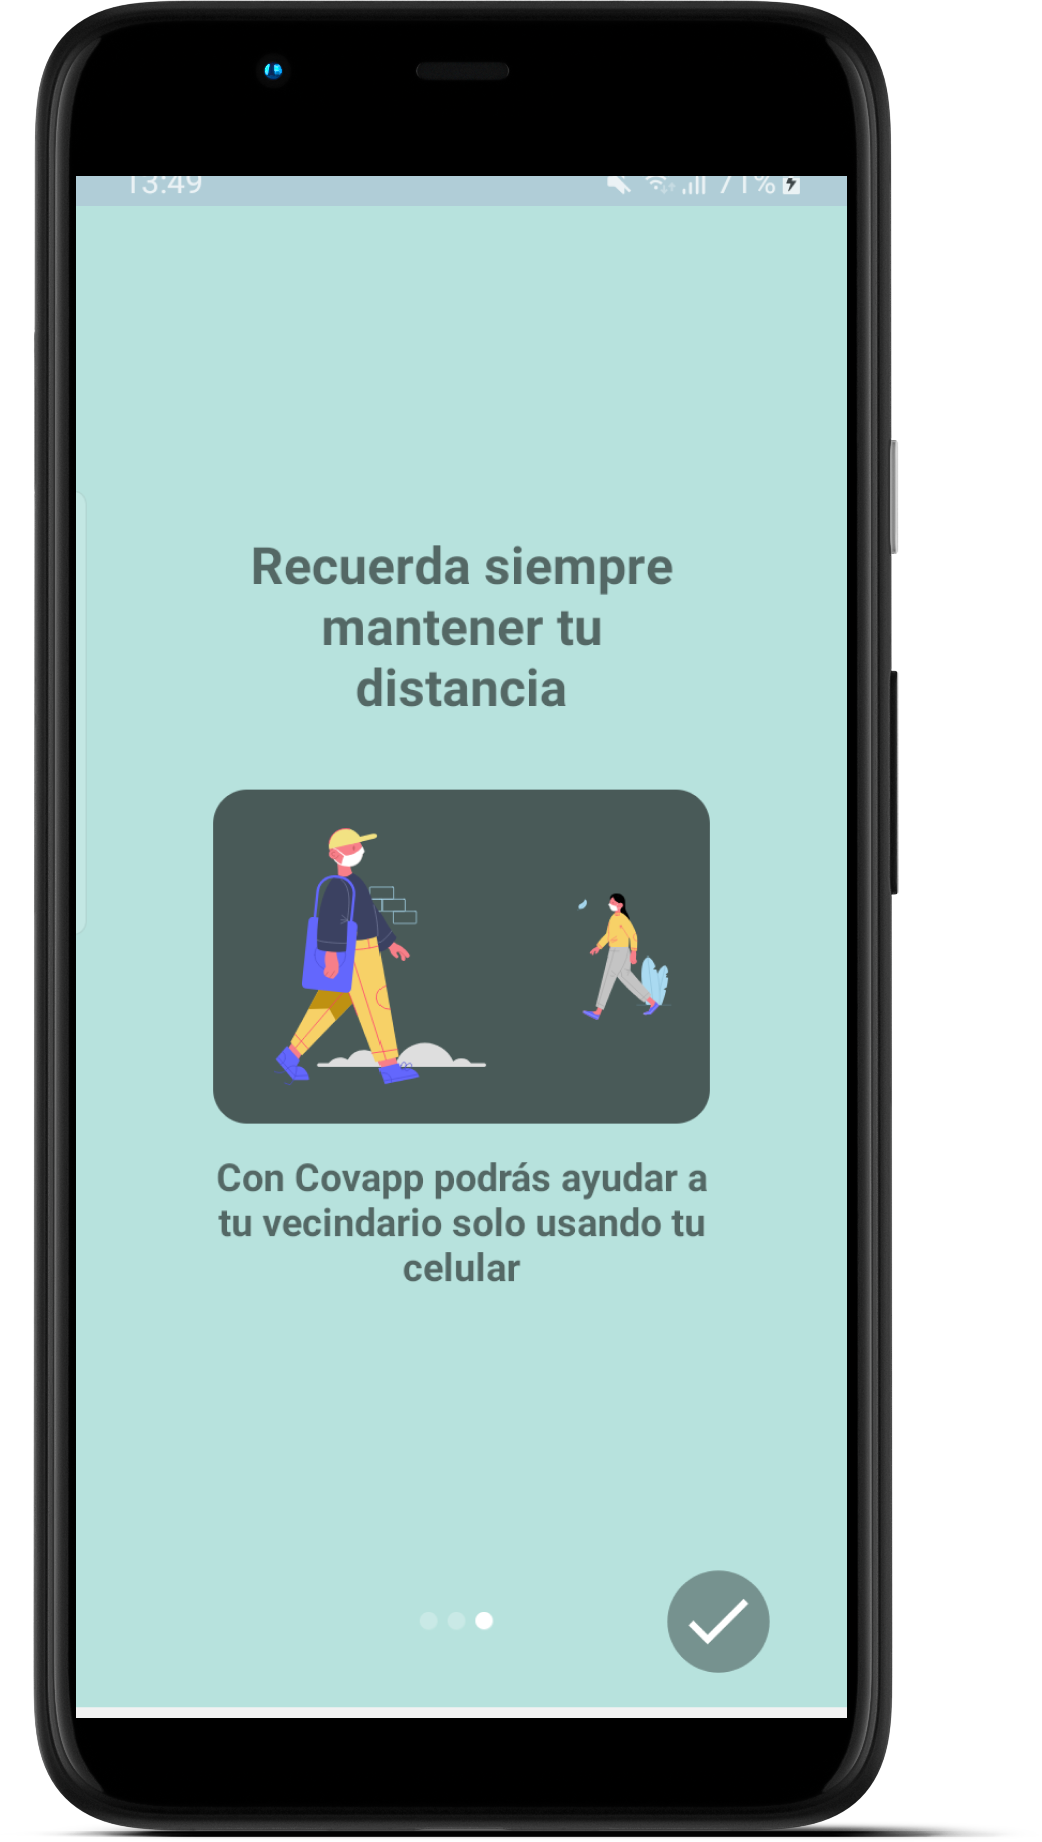 13:49 71%
Recuerda siempre
mantener tu
distancia
Con Covapp podrás ayudar a
tu vecindario solo usando tu
celular